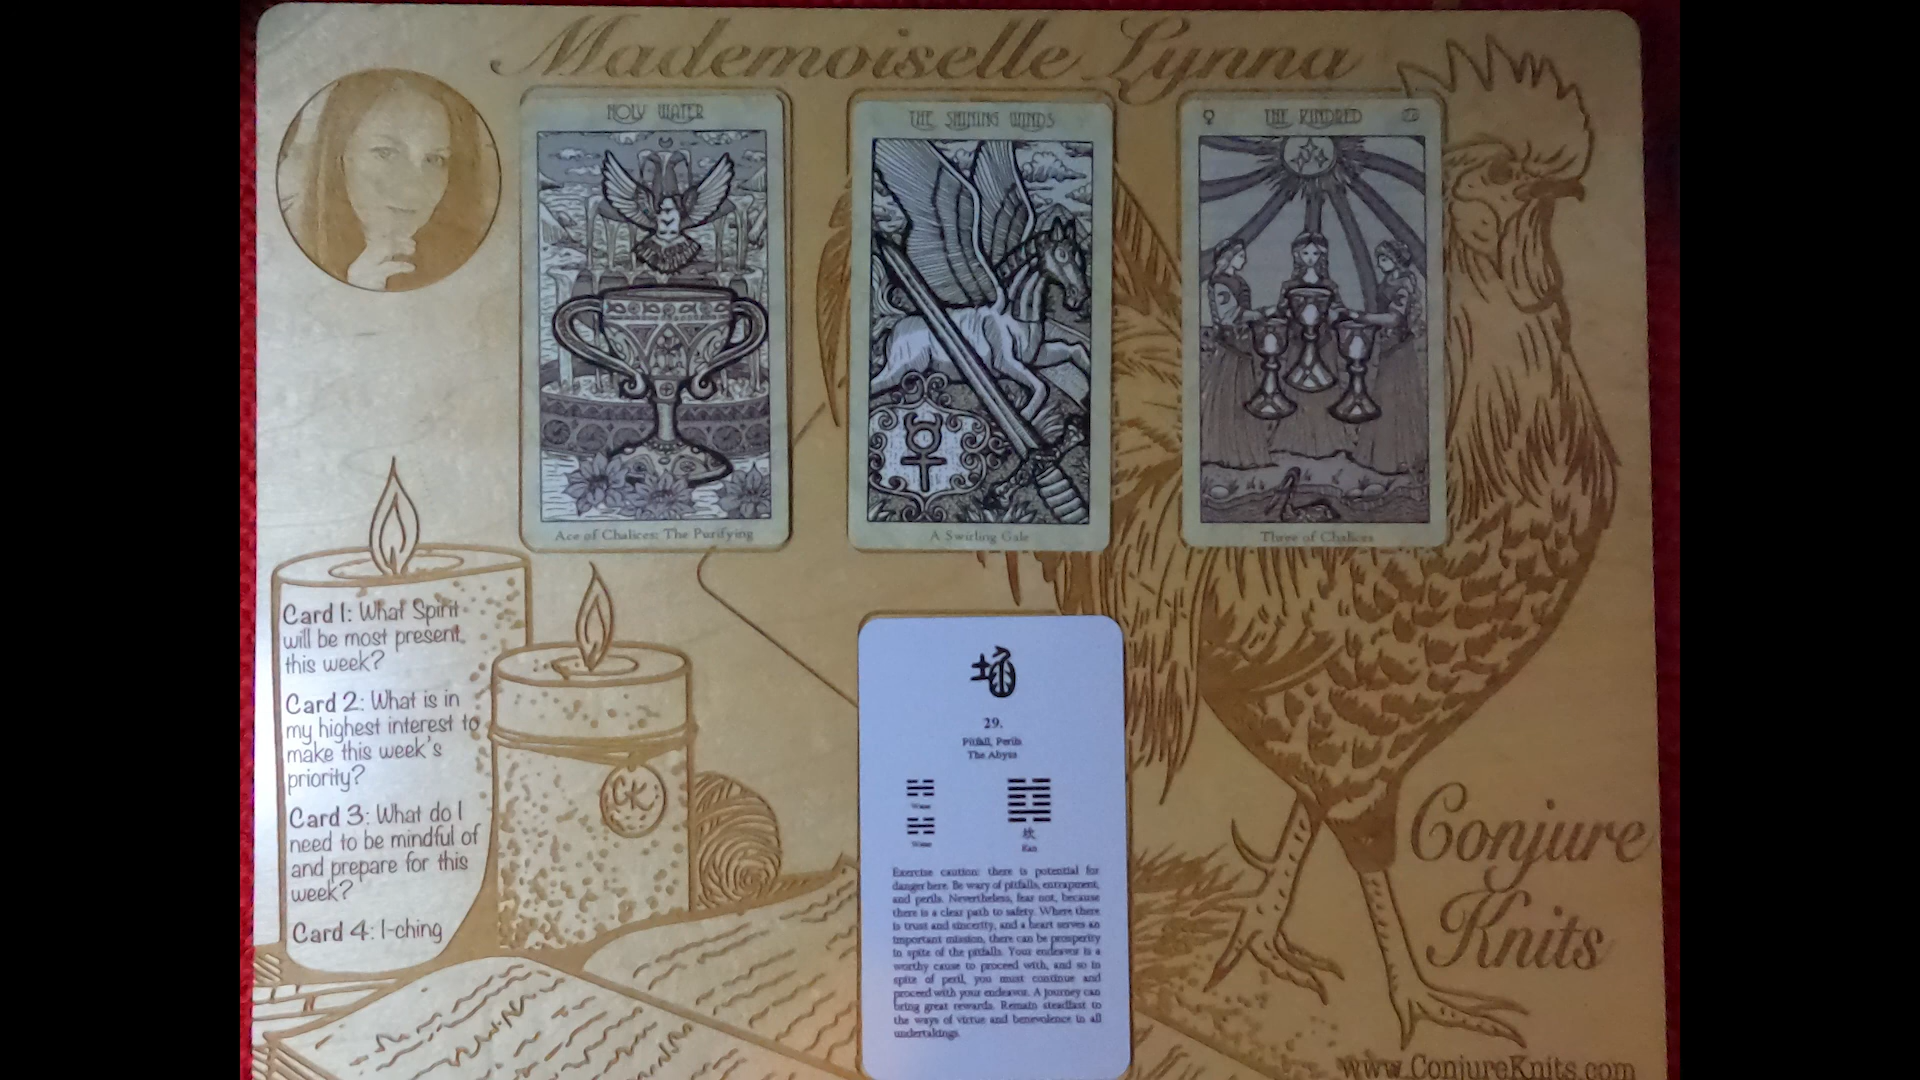 Mademoiselle Lynna
HOLY WATER
Ace of Chalices: The Purifying
THE SHINING WINDS
A Swirling Gale
THE KINDRED
Three of Chalices
Card 1: What Spirit
will be most present
this week?
Card 2: What is in
my highest interest to
make this week's
priority?
Card 3: What do I
need to be mindful of
and prepare for this
week?
Card 4: I-ching
CK
29.
Pitfall, Perils
The Abyss
Water
Water
坎
Kan
Exercise caution: there is potential for
danger here. Be wary of pitfalls, entrapment,
and perils. Nevertheless, fear not, because
there is a clear path to safety. Where there
is trust and sincerity, and a heart serves an
important mission, there can be prosperity
in spite of the pitfalls. Your endeavor is a
worthy cause to proceed with, and so in
spite of peril, you must continue and
proceed with your endeavor. A journey can
bring great rewards. Remain steadfast to
the ways of virtue and benevolence in all
undertakings.
Conjure
Knits
www.ConjureKnits.com